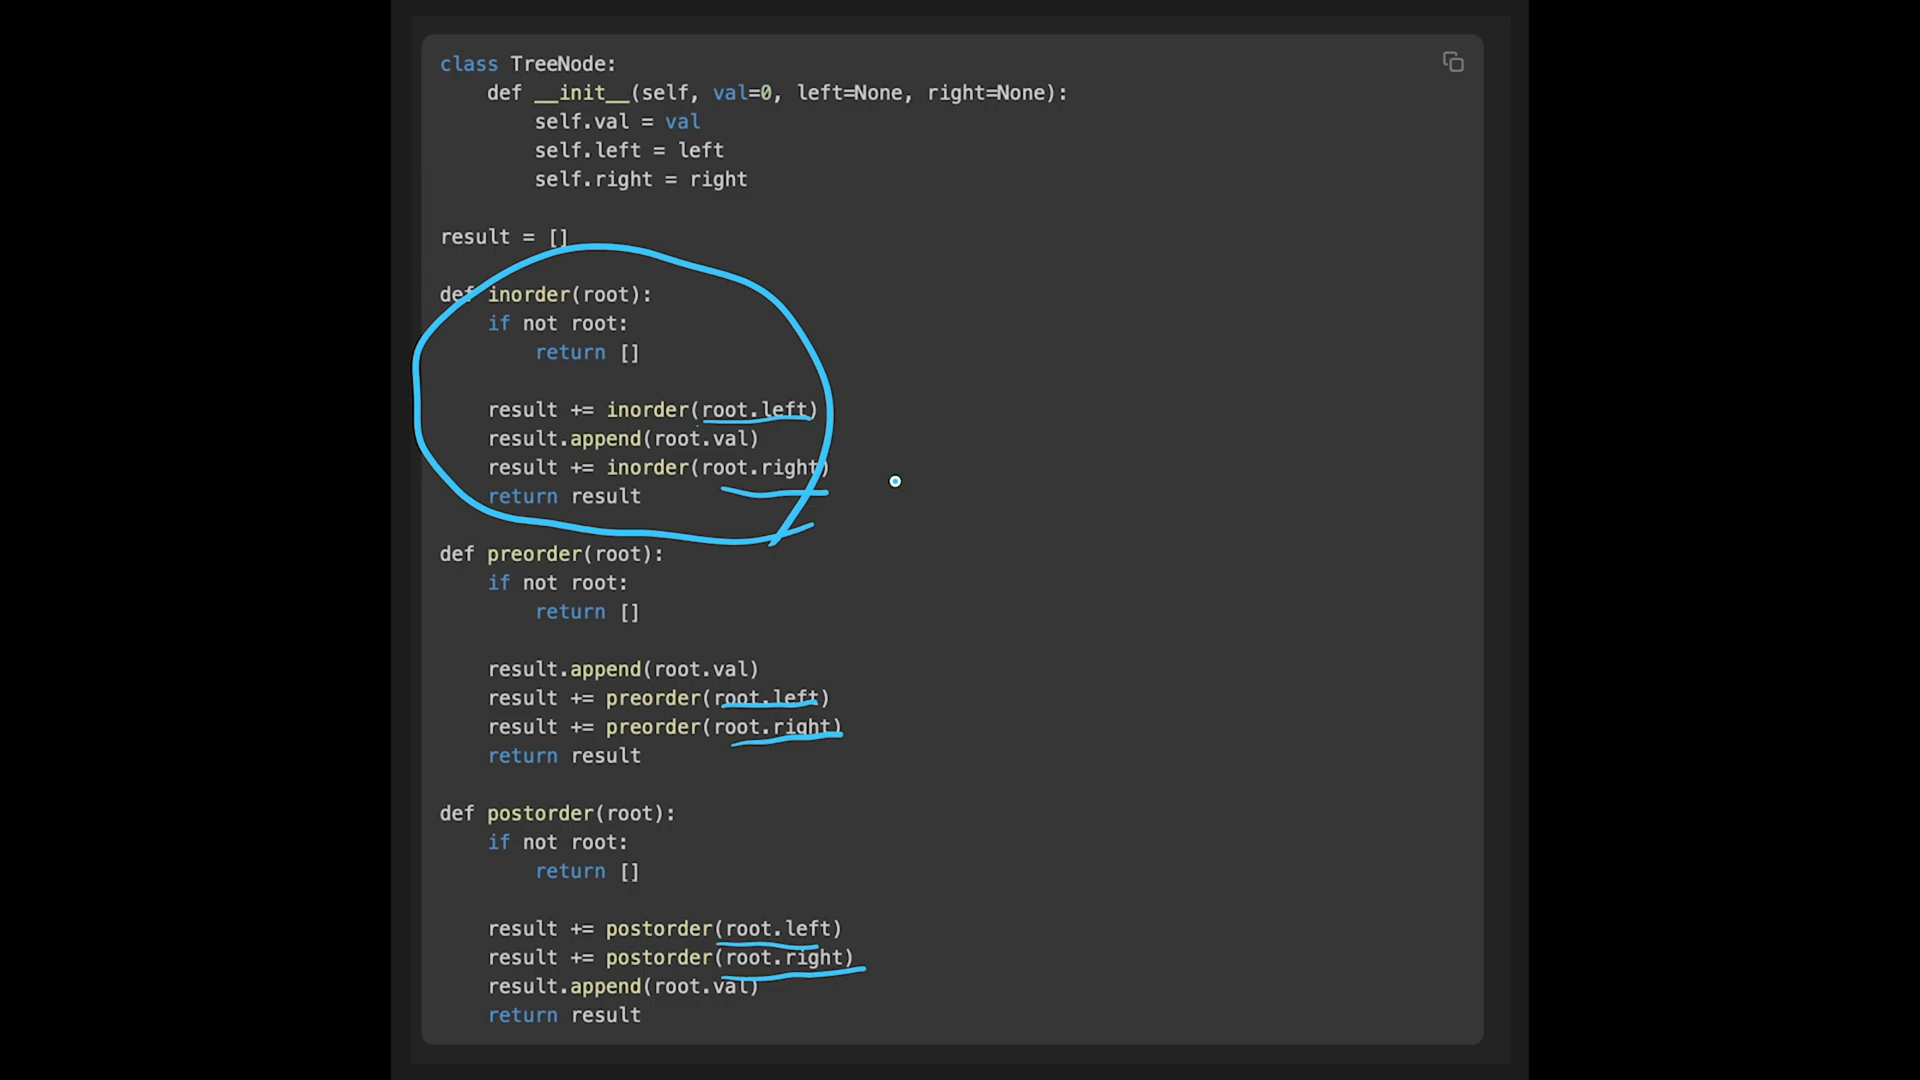 class TreeNode:
    def __init__(self, val=0, left=None, right=None):
        self.val = val
        self.left = left
        self.right = right
result = []
def inorder(root):
    if not root:
        return []
    result += inorder(root.left)
    result.append(root.val)
    result += inorder(root.right)
    return result
def preorder(root):
    if not root:
        return []
    result.append(root.val)
    result += preorder(root.left)
    result += preorder(root.right)
    return result
def postorder(root):
    if not root:
        return []
    result += postorder(root.left)
    result += postorder(root.right)
    result.append(root.val)
    return result